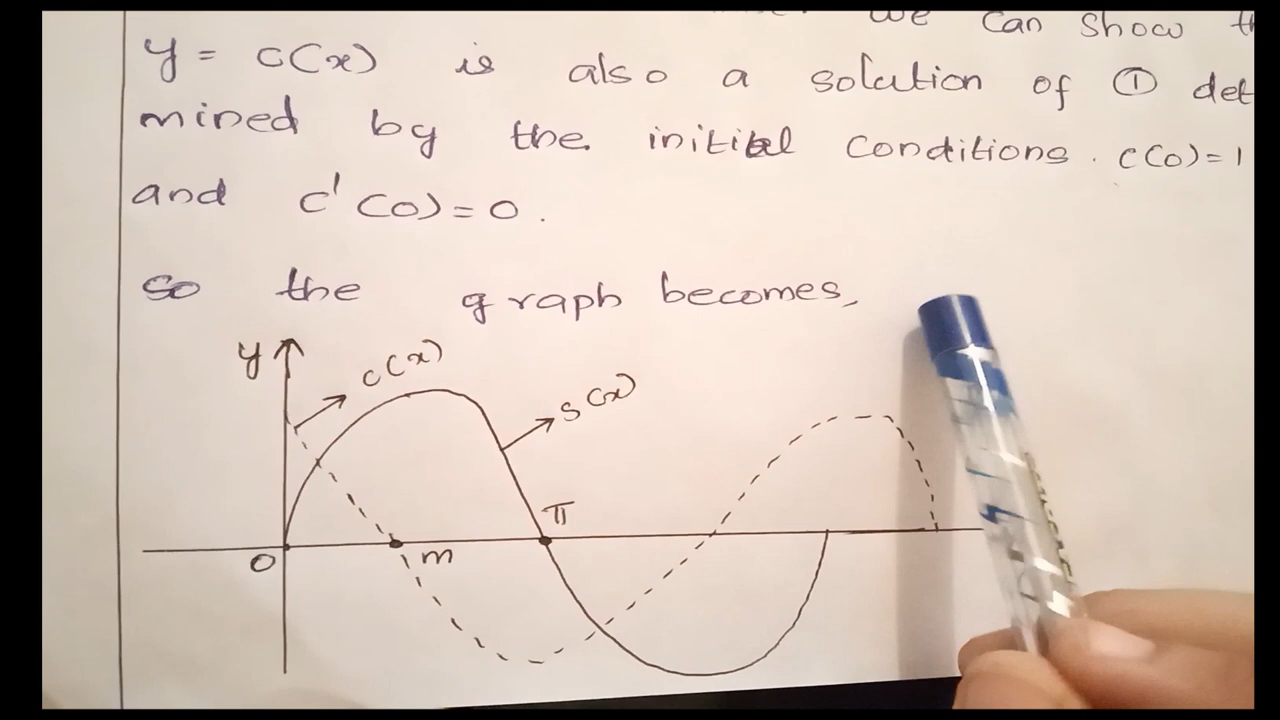 we can show
y = c(x) is also a solution of ① det
mined by the initial conditions. c(0)=1
and c'(0)=0.
so the graph becomes,
y
c(x)
s(x)
π
0
m